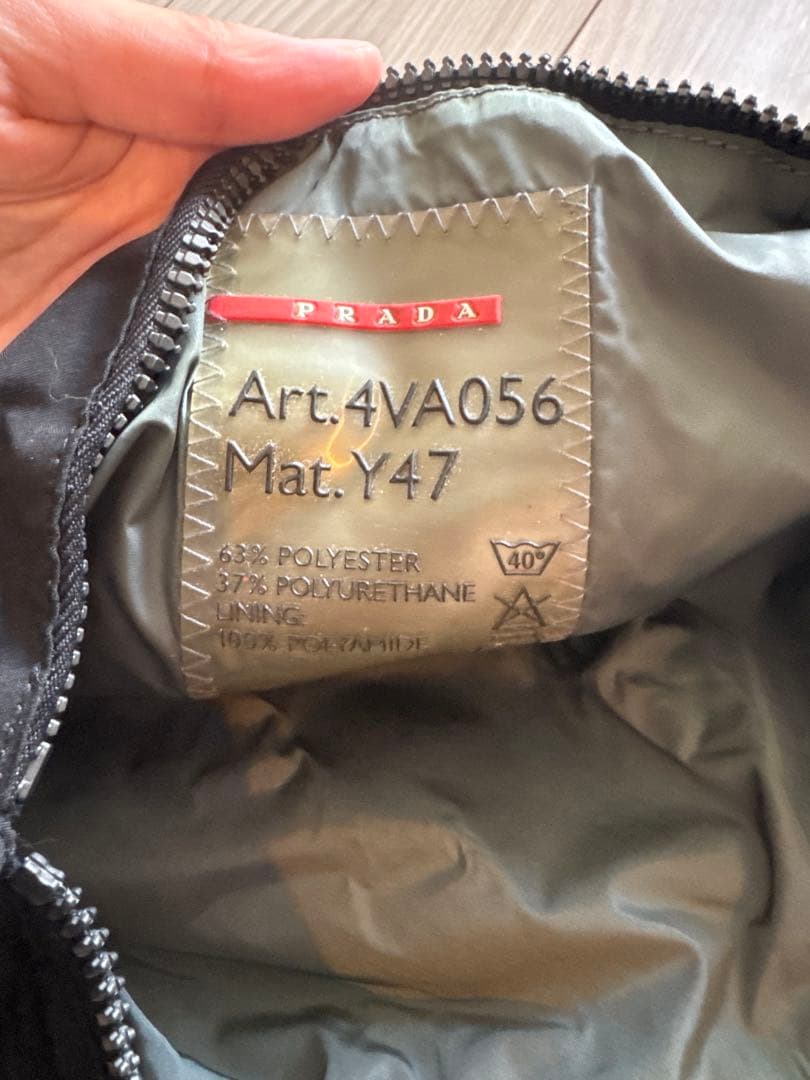 PRADA
Art.4VA056
Mat.Y47
63% POLYESTER
37% POLYURETHANE
LINING:
100% POLYAMIDE
40°